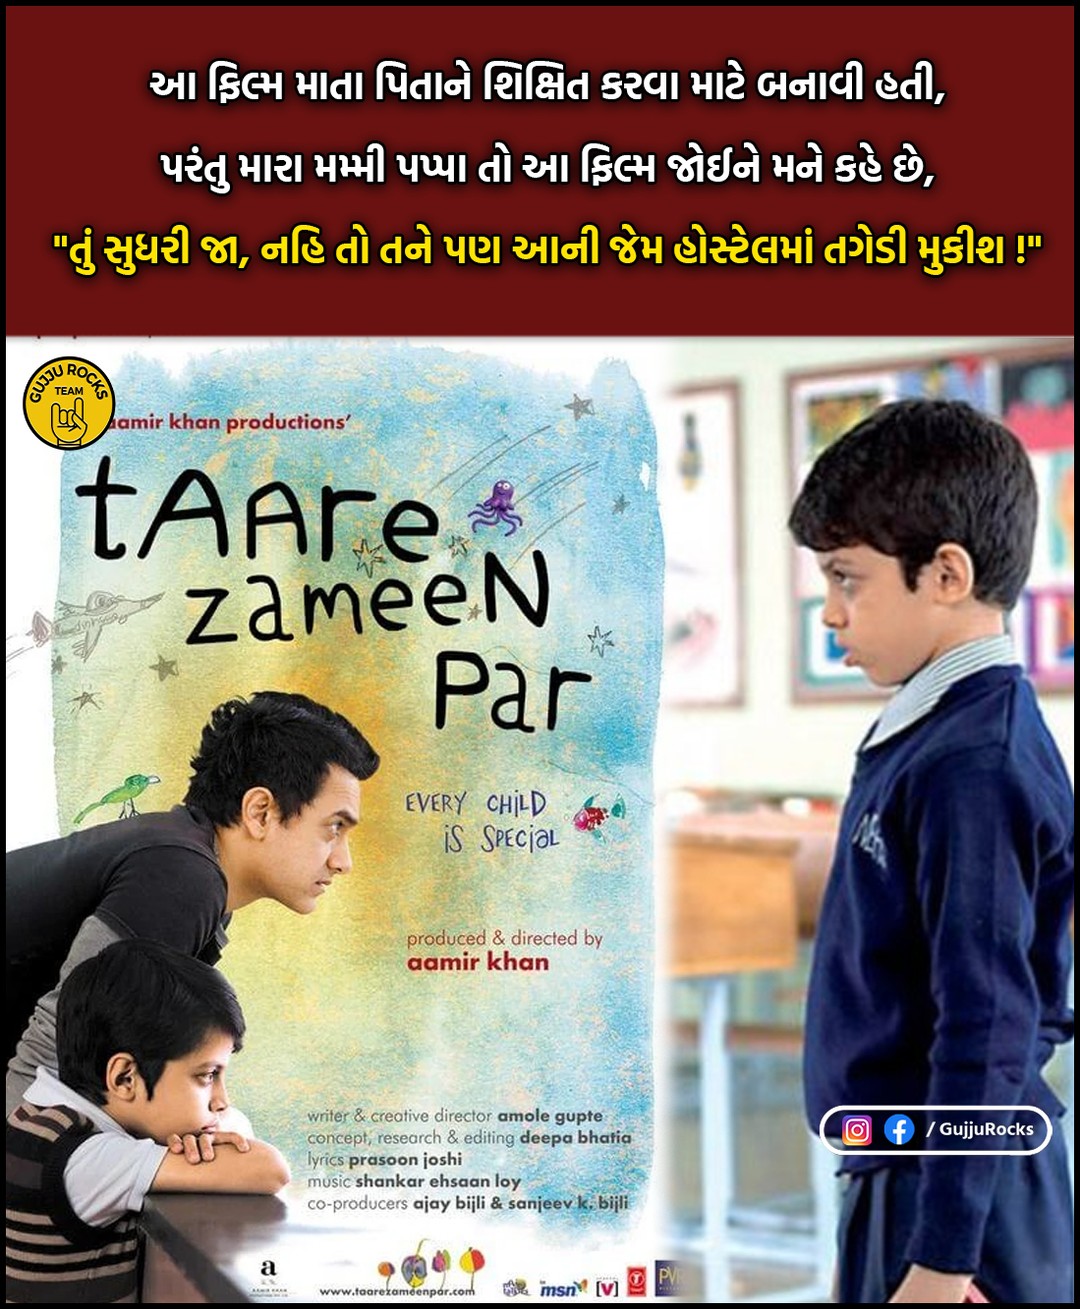 આ ફિલ્મ માતા પિતાને શિક્ષિત કરવા માટે બનાવી હતી,
પરંતુ મારા મમ્મી પપ્પા તો આ ફિલ્મ જોઈને મને કહે છે,
"તું સુધરી જા, નહિ તો તને પણ આની જેમ હોસ્ટેલમાં તગેડી મુકીશ !"
GUJJU ROCKS
TEAM
aamir khan productions'
tAAre
zameeN
Par
EVERY CHiLD
iS SPECiAL
produced & directed by
aamir khan
writer & creative director amole gupte
concept, research & editing deepa bhatia
lyrics prasoon joshi
music shankar ehsaan loy
co-producers ajay bijli & sanjeev k. bijli
/ GujjuRocks
a
AAMIR KHAN
www.taarezameenpar.com
msn
[V]
T
PVR